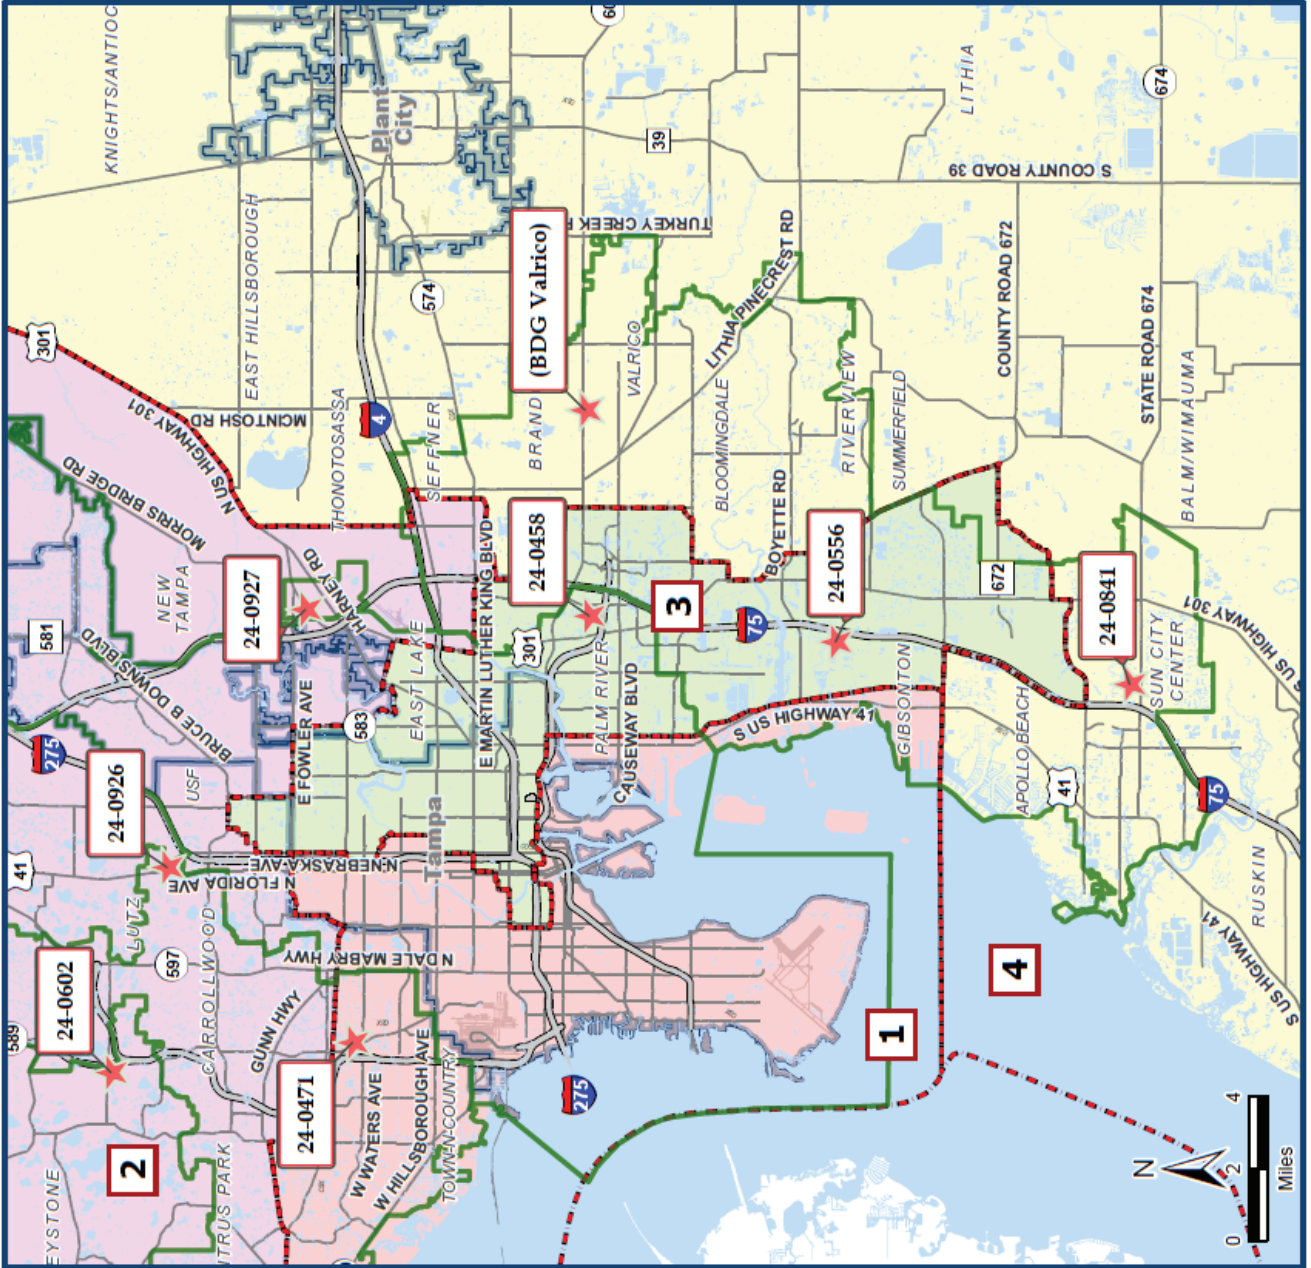 KNIGHTS/ANTIOC
60
Plant
City
39
LITHIA
674
S COUNTY ROAD 39
EAST HILLSBOROUGH
301
574
(BDG Valrico)
TURKEY CREEK R
LITHIA PINECREST RD
COUNTY ROAD 672
STATE ROAD 674
N US HIGHWAY 301
MCINTOSH RD
THONOTOSASSA
4
SEFFNER
BRAND
VALRICO
BLOOMINGDALE
RIVERVIEW
SUMMERFIELD
BALM/WIMAUMA
MORRIS BRIDGE RD
NEW
TAMPA
24-0927
HARNEY RD
E MARTIN LUTHER KING BLVD
24-0458
3
BOYETTE RD
24-0556
672
24-0841
581
BRUCE B DOWNS BLVD
E FOWLER AVE
583
EAST LAKE
301
PALM RIVER
CAUSEWAY BLVD
75
GIBSONTON
SUN CITY
CENTER
S US HIGHWAY 301
275
24-0926
USF
S US HIGHWAY 41
APOLLO BEACH
41
75
41
N FLORIDA AVE
N NEBRASKA AVE
Tampa
LUTZ
CARROLLWOOD
597
N DALE MABRY HWY
RUSKIN
S US HIGHWAY 41
589
24-0602
GUNN HWY
24-0471
W WATERS AVE
W HILLSBOROUGH AVE
TOWN-N-COUNTRY
275
1
4
2
EYSTONE
TRUS PARK
N
0 2 4
Miles